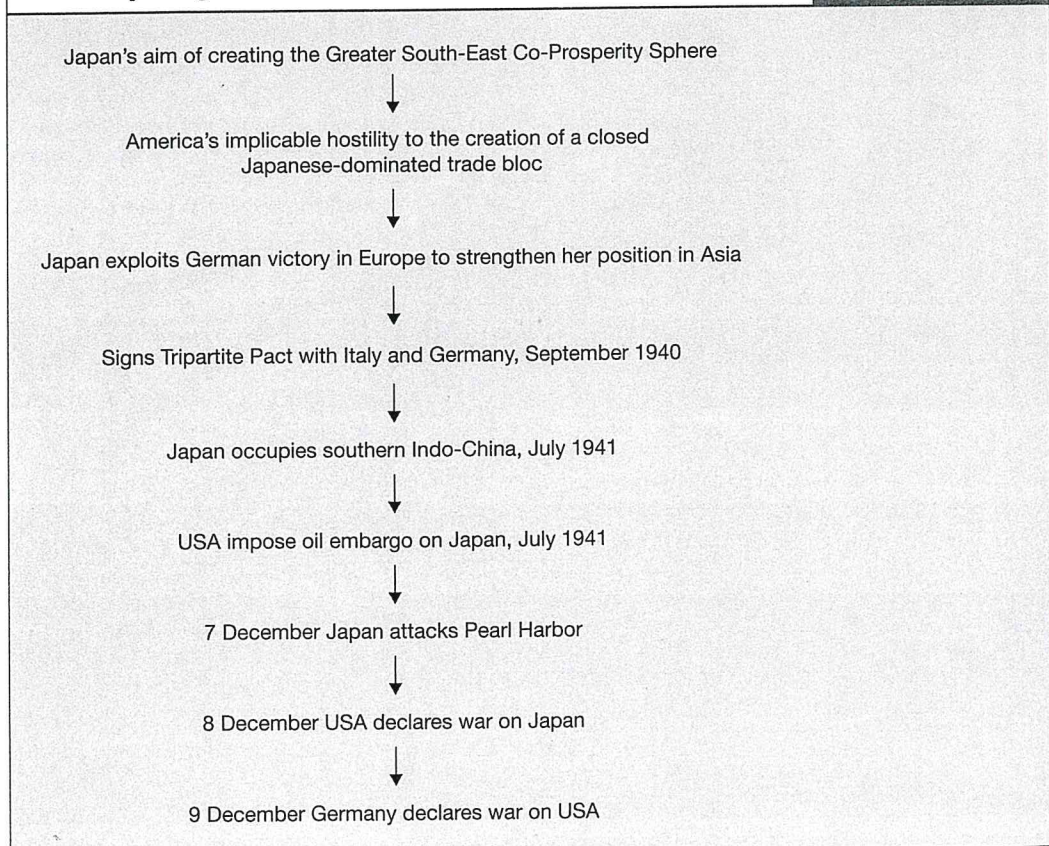 Japan's aim of creating the Greater South-East Co-Prosperity Sphere
America's implicable hostility to the creation of a closed
Japanese-dominated trade bloc
Japan exploits German victory in Europe to strengthen her position in Asia
Signs Tripartite Pact with Italy and Germany, September 1940
Japan occupies southern Indo-China, July 1941
USA impose oil embargo on Japan, July 1941
7 December Japan attacks Pearl Harbor
8 December USA declares war on Japan
9 December Germany declares war on USA